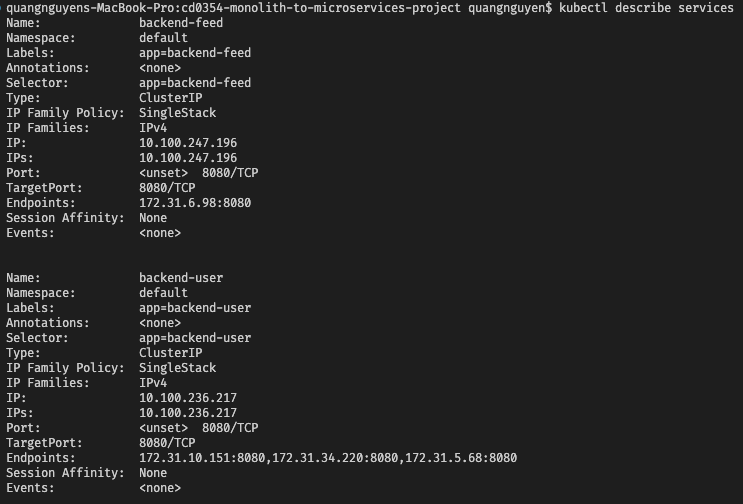 quangnguyens-MacBook-Pro:cd0354-monolith-to-microservices-project quangnguyen$ kubectl describe services
Name:              backend-feed
Namespace:         default
Labels:            app=backend-feed
Annotations:       <none>
Selector:          app=backend-feed
Type:              ClusterIP
IP Family Policy:  SingleStack
IP Families:       IPv4
IP:                10.100.247.196
IPs:               10.100.247.196
Port:              <unset>  8080/TCP
TargetPort:        8080/TCP
Endpoints:         172.31.6.98:8080
Session Affinity:  None
Events:            <none>

Name:              backend-user
Namespace:         default
Labels:            app=backend-user
Annotations:       <none>
Selector:          app=backend-user
Type:              ClusterIP
IP Family Policy:  SingleStack
IP Families:       IPv4
IP:                10.100.236.217
IPs:               10.100.236.217
Port:              <unset>  8080/TCP
TargetPort:        8080/TCP
Endpoints:         172.31.10.151:8080,172.31.34.220:8080,172.31.5.68:8080
Session Affinity:  None
Events:            <none>